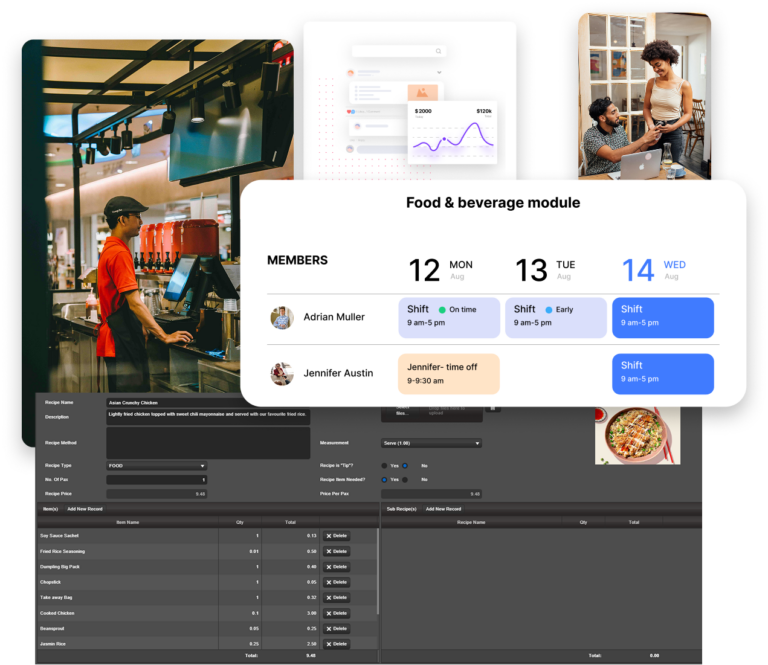 $ 2000
$120k
Food & beverage module
MEMBERS
12 MON
Aug
13 TUE
Aug
14 WED
Aug
Adrian Muller
Shift On time
9 am-5 pm
Shift Early
9 am-5 pm
Shift
9 am-5 pm
Jennifer Austin
Jennifer- time off
9-9:30 am
Shift
9 am-5 pm
Recipe Name
Asian Crunchy Chicken
Description
Lightly fried chicken topped with sweet chili mayonnaise and served with our favourite fried rice.
Recipe Method
Measurement
Serve (1.00)
Recipe Type
FOOD
Recipe is "Tip"?
Yes
No
No. Of Pax
1
Recipe Item Needed?
Yes
No
Recipe Price
9.40
Price Per Pax
9.40
Item(s) Add New Record
Sub Recipe(s) Add New Record
Item Name Qty Total
Recipe Name Qty Total
Soy Sauce Sachet 1 0.13 X Delete
Fried Rice Seasoning 0.01 0.50 X Delete
Dumpling Big Pack 1 0.40 X Delete
Chopstick 1 0.05 X Delete
Take away Bag 1 0.32 X Delete
Cooked Chicken 0.1 3.00 X Delete
Beansprout 0.05 0.25 X Delete
Jasmin Rice 0.25 2.50 X Delete
Total: 9.40
Total: 0.00